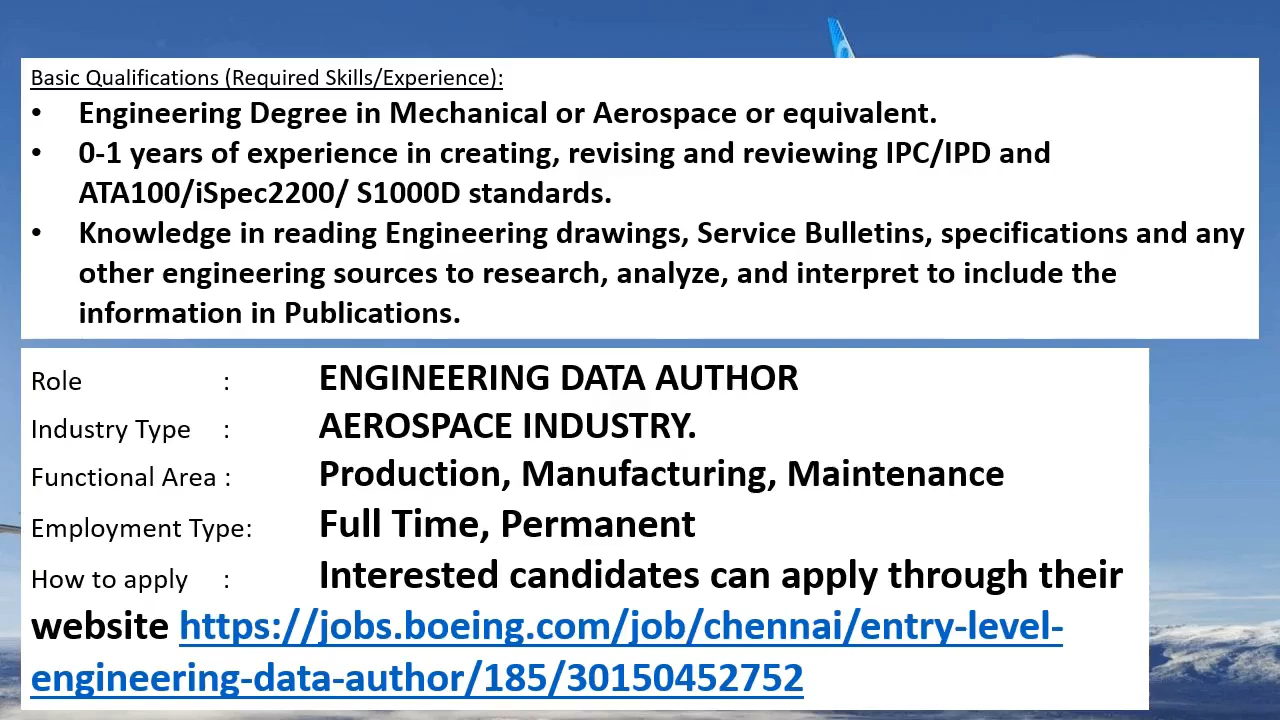 Basic Qualifications (Required Skills/Experience):
• Engineering Degree in Mechanical or Aerospace or equivalent.
• 0-1 years of experience in creating, revising and reviewing IPC/IPD and
ATA100/iSpec2200/ S1000D standards.
• Knowledge in reading Engineering drawings, Service Bulletins, specifications and any
other engineering sources to research, analyze, and interpret to include the
information in Publications.
Role : ENGINEERING DATA AUTHOR
Industry Type : AEROSPACE INDUSTRY.
Functional Area : Production, Manufacturing, Maintenance
Employment Type: Full Time, Permanent
How to apply : Interested candidates can apply through their
website https://jobs.boeing.com/job/chennai/entry-level-
engineering-data-author/185/30150452752